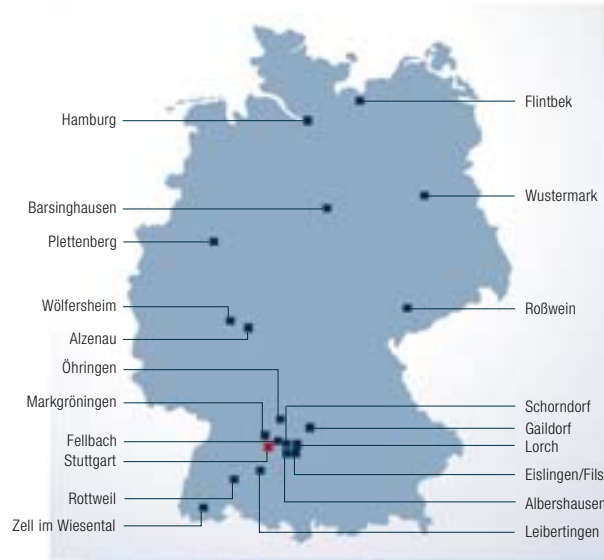 Hamburg
Barsinghausen
Plettenberg
Wölfersheim
Alzenau
Öhringen
Markgröningen
Fellbach
Stuttgart
Rottweil
Zell im Wiesental
Flintbek
Wustermark
Roßwein
Schorndorf
Gaildorf
Lorch
Eislingen/Fils
Albershausen
Leibertingen